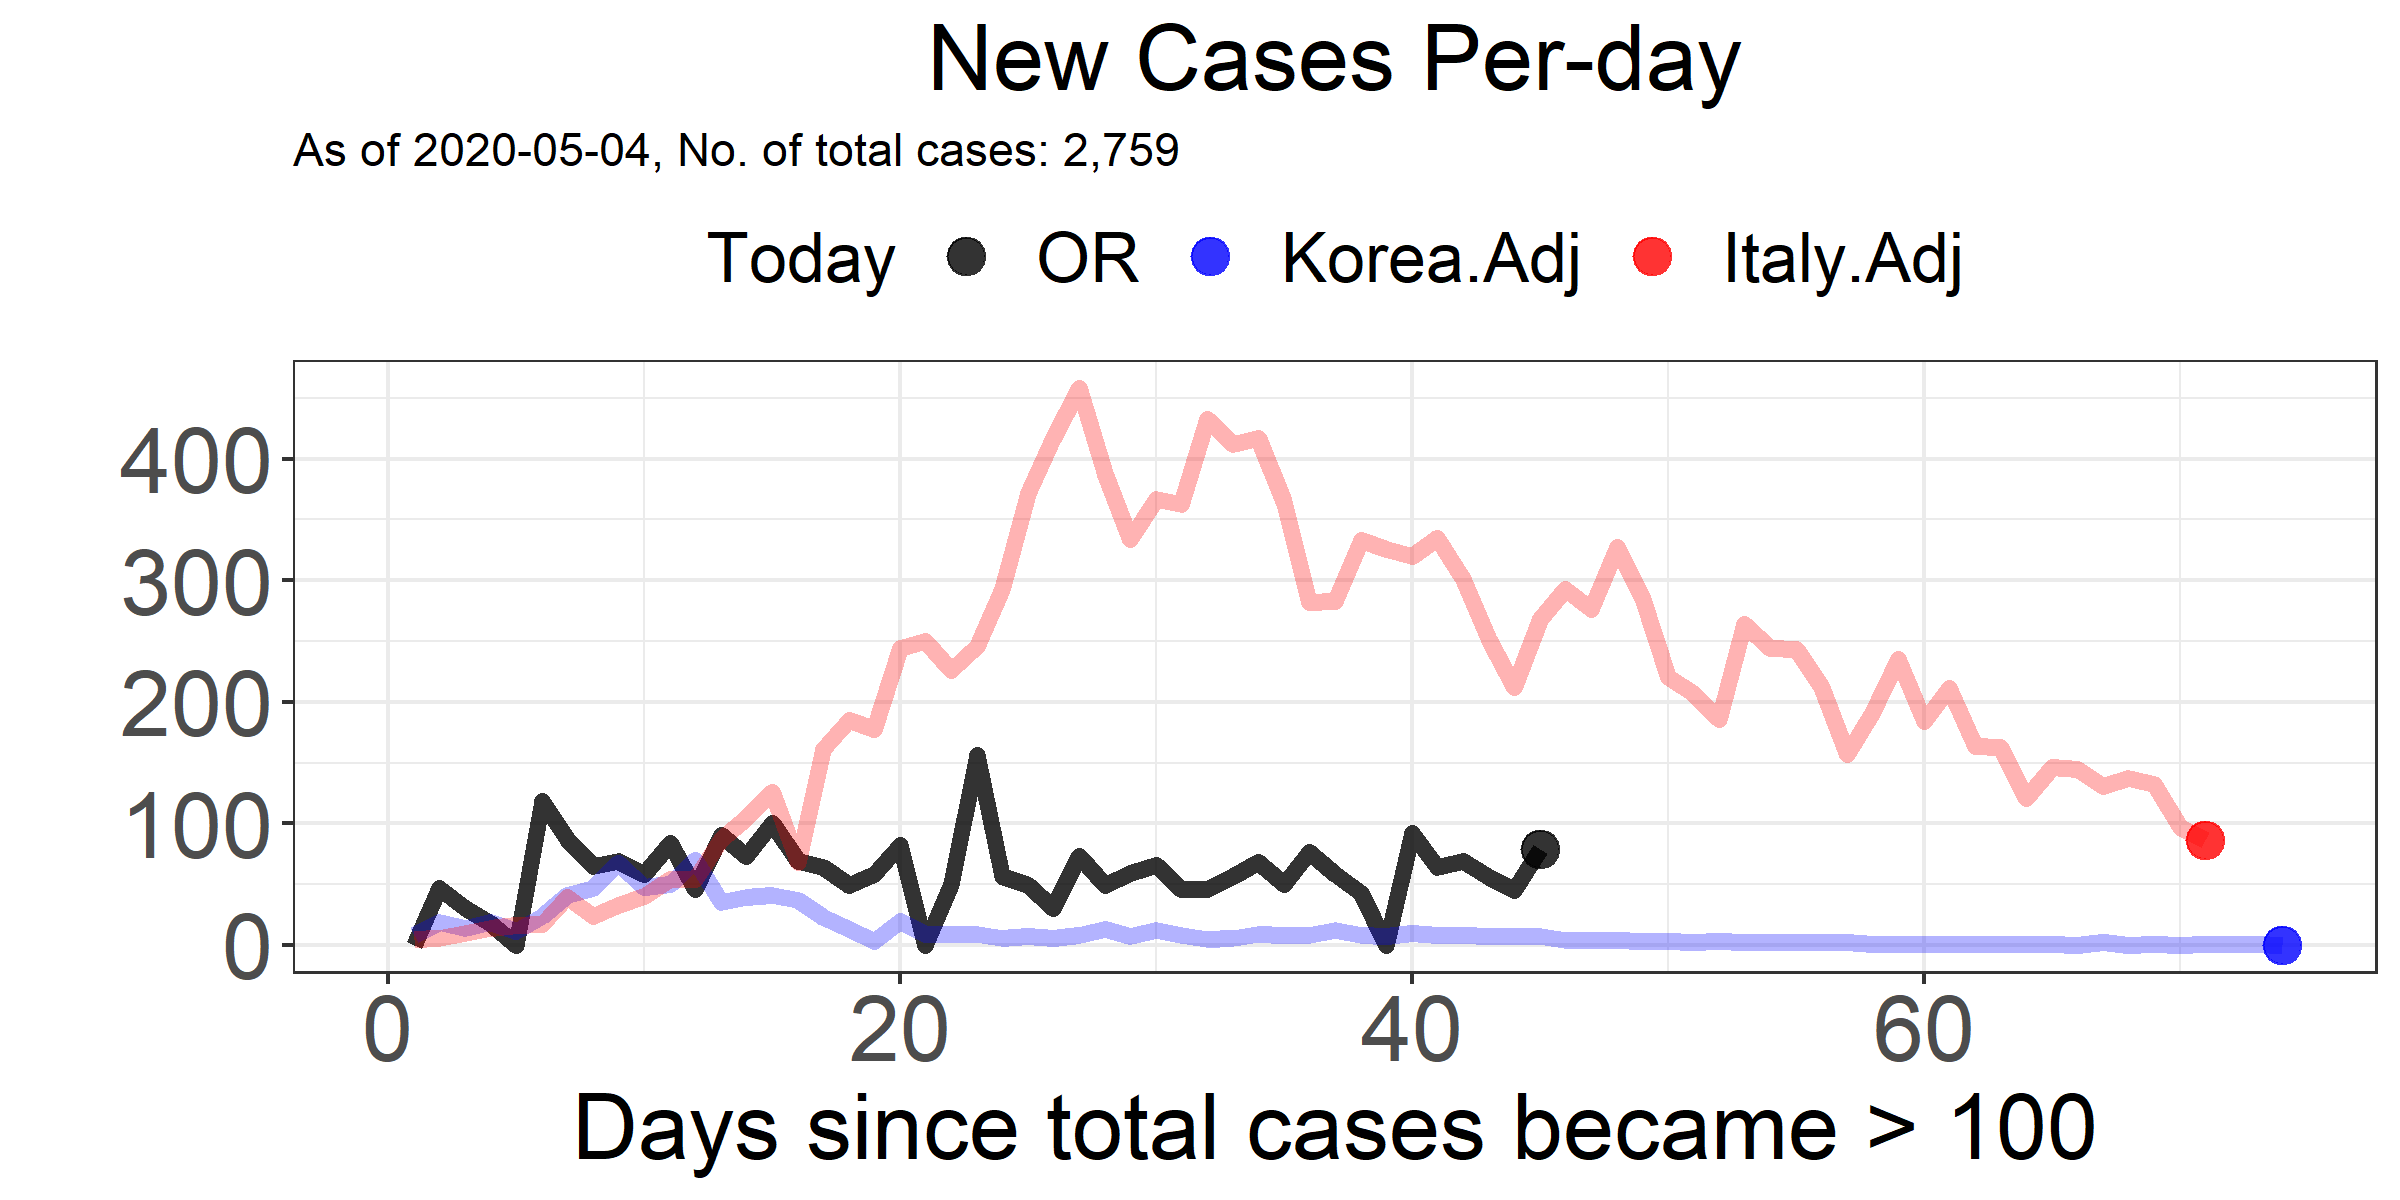 New Cases Per-day
As of 2020-05-04, No. of total cases: 2,759
Today OR Korea.Adj Italy.Adj
400
300
200
100
0
0 20 40 60
Days since total cases became > 100